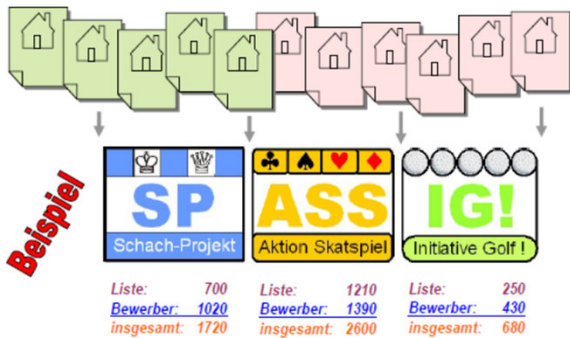 Beispiel
SP
Schach-Projekt
Liste: 700
Bewerber: 1020
insgesamt: 1720
ASS
Aktion Skatspiel
Liste: 1210
Bewerber: 1390
insgesamt: 2600
IG!
Initiative Golf !
Liste: 250
Bewerber: 430
insgesamt: 680